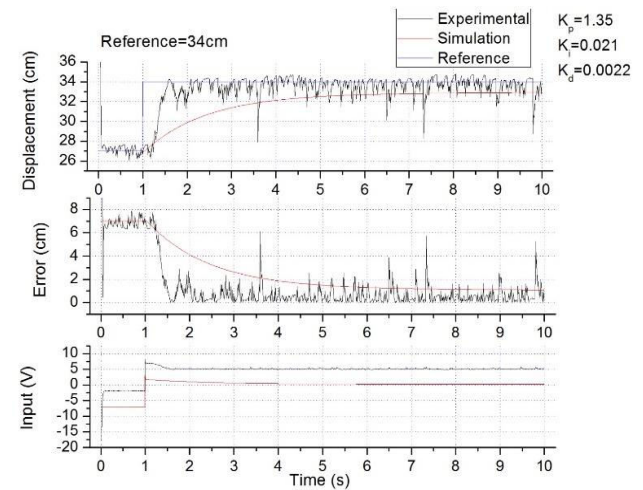 Reference=34cm
Experimental
Simulation
Reference
Kp=1.35
Ki=0.021
Kd=0.0022
Displacement (cm)
36
34
32
30
28
26
0 1 2 3 4 5 6 7 8 9 10
Error (cm)
8
6
4
2
0
0 1 2 3 4 5 6 7 8 9 10
Input (V)
10
5
0
-5
-10
-15
-20
0 1 2 3 4 5 6 7 8 9 10
Time (s)